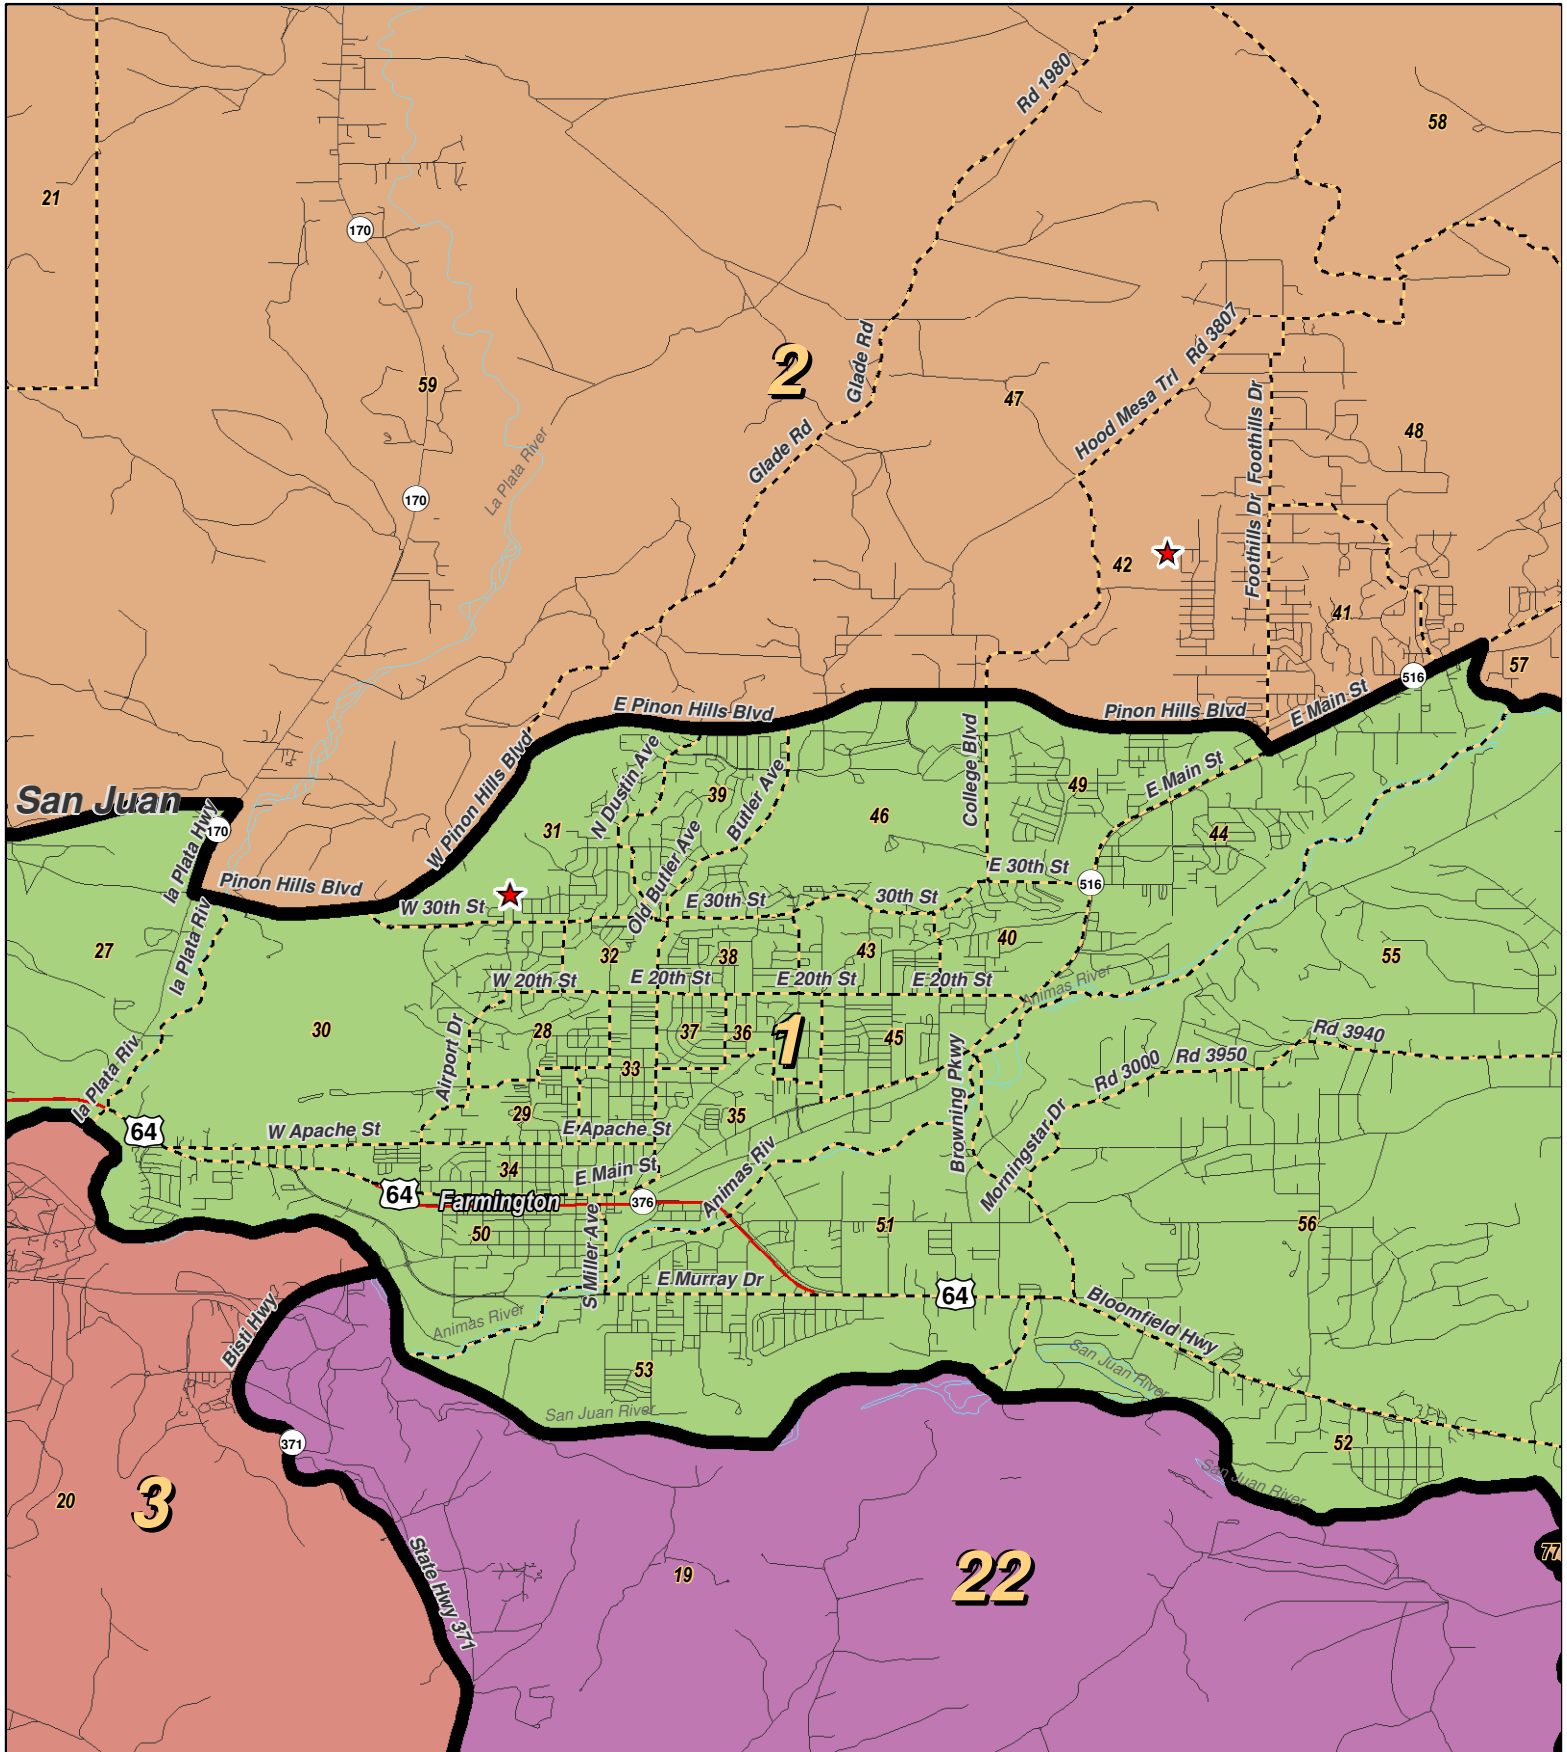 Rd 1980
58
21
170
2
Glade Rd
Rd 3807
59
47
Hood Mesa Trl
Foothills Dr
48
Glade Rd
La Plata River
170
Foothills Dr
42
41
57
516
E Pinon Hills Blvd
Pinon Hills Blvd
E Main St
W Pinon Hills Blvd
N Dustin Ave
College Blvd
39
Butler Ave
49
E Main St
San Juan
la Plata Hwy
170
31
46
44
Old Butler Ave
Pinon Hills Blvd
E 30th St
516
W 30th St
E 30th St
30th St
la Plata Riv
27
32
38
43
40
55
W 20th St
E 20th St
E 20th St
E 20th St
Animas River
30
Airport Dr
28
37
36
1
45
Browning Pkwy
Rd 3940
Rd 3950
Rd 3000
33
la Plata Riv
29
35
64
W Apache St
E Apache St
Morningstar Dr
34
E Main St
Animas Riv
64
Farmington
376
50
S Miller Ave
51
56
E Murray Dr
64
Bloomfield Hwy
Bisti Hwy
Animas River
San Juan River
53
San Juan River
371
52
San Juan River
20
3
State Hwy 371
19
22
77